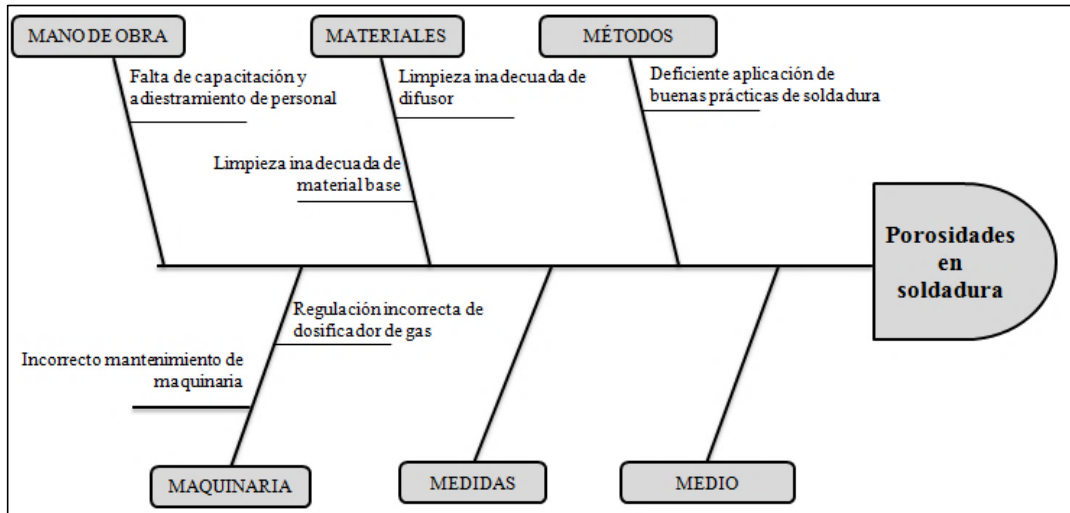 MANO DE OBRA
MATERIALES
MÉTODOS
Falta de capacitación y
adiestramiento de personal
Limpieza inadecuada de
difusor
Deficiente aplicación de
buenas prácticas de soldadura
Limpieza inadecuada de
material base
Porosidades
en
soldadura
Regulación incorrecta de
dosificador de gas
Incorrecto mantenimiento de
maquinaria
MAQUINARIA
MEDIDAS
MEDIO